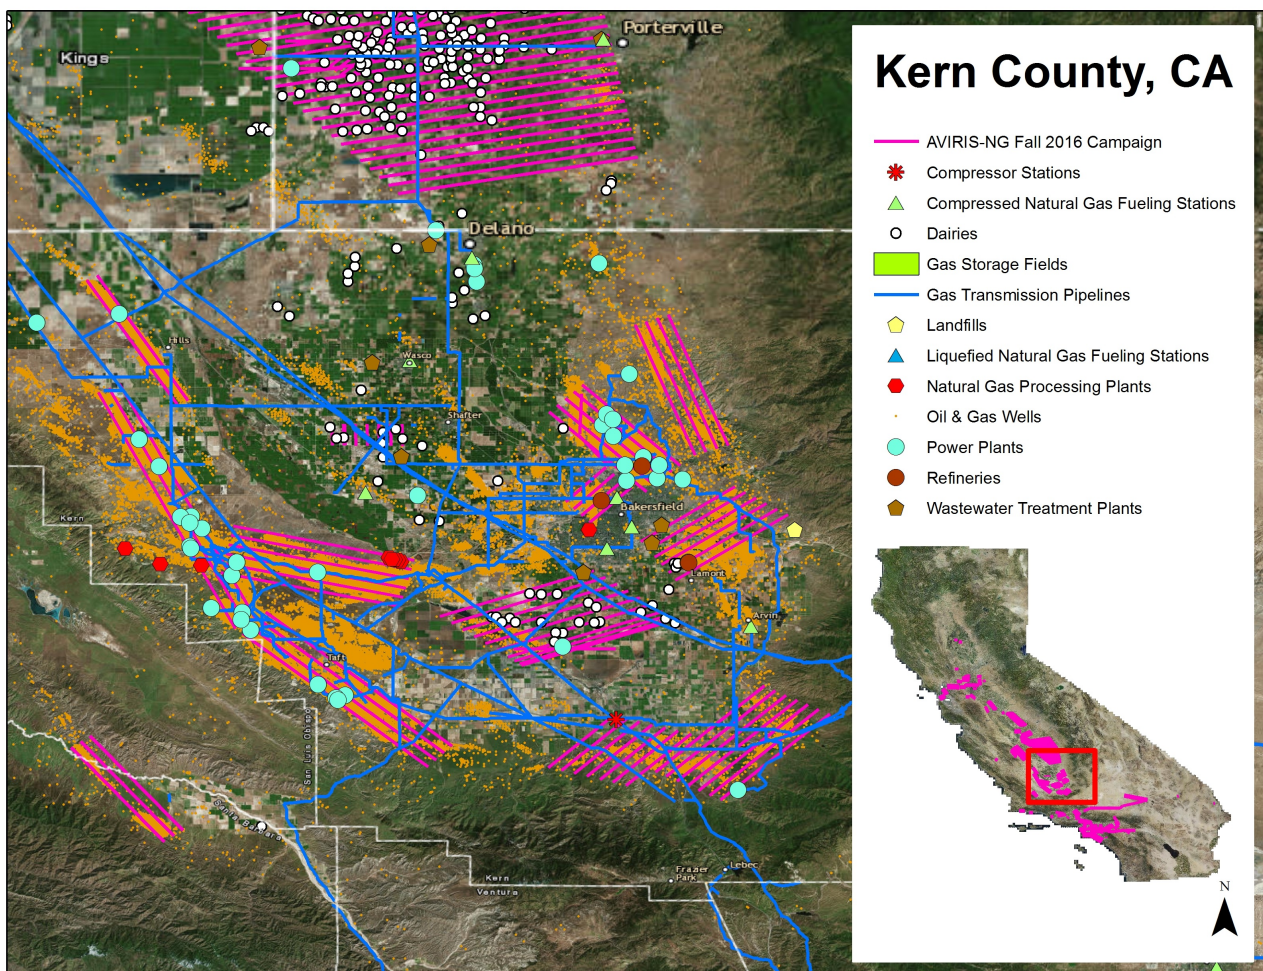 Kern County, CA
AVIRIS-NG Fall 2016 Campaign
Compressor Stations
Compressed Natural Gas Fueling Stations
Dairies
Gas Storage Fields
Gas Transmission Pipelines
Landfills
Liquefied Natural Gas Fueling Stations
Natural Gas Processing Plants
Oil & Gas Wells
Power Plants
Refineries
Wastewater Treatment Plants
N
Porterville
Kings
Delano
Hills
Wasco
Shafter
Bakersfield
Kern
Lamont
Arvin
Taft
San Luis Obispo
Santa Barbara
Frazier
Park
Lebec
Kern
Ventura